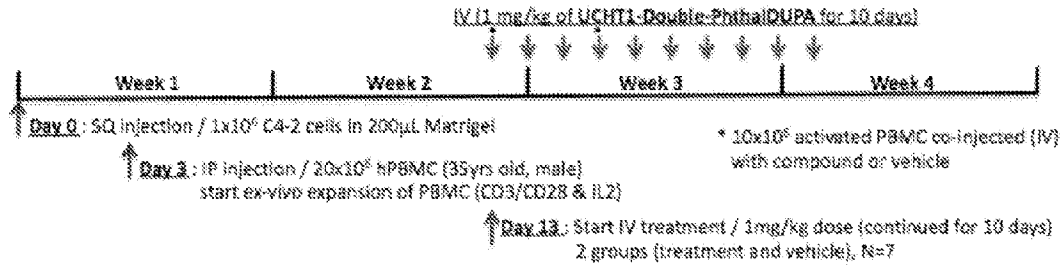 IV (1 mg/kg of UCHT1-Double-PhthalDUPA for 10 days)
* *
Week 1 Week 2 Week 3 Week 4
Day 0 : SQ injection / 1x10⁶ C4-2 cells in 200µL Matrigel
* 10x10⁶ activated PBMC co-injected (IV)
with compound or vehicle
Day 3 : IP injection / 20x10⁶ hPBMC (35yrs old, male)
start ex-vivo expansion of PBMC (CD3/CD28 & IL2)
Day 13 : Start IV treatment / 1mg/kg dose (continued for 10 days)
2 groups (treatment and vehicle), N=7